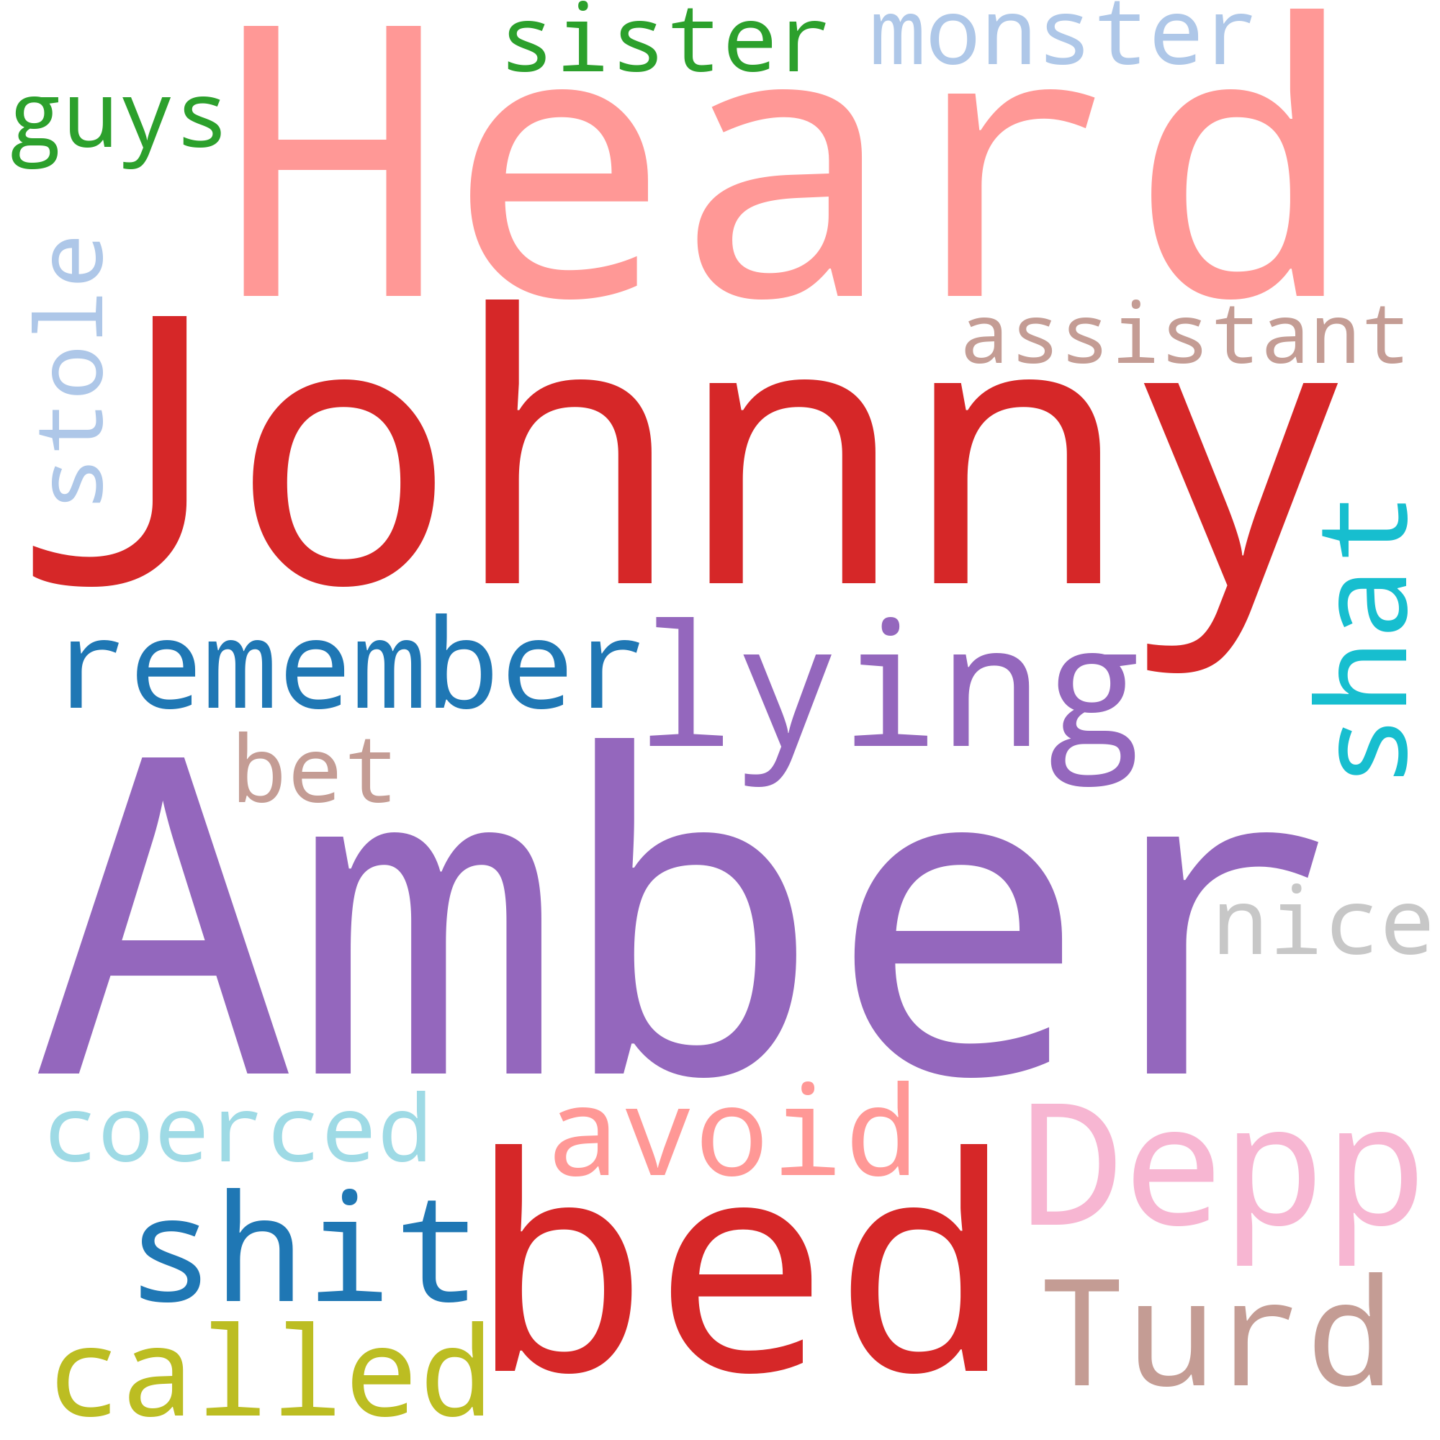 sister
monster
guys
Heard
stole
assistant
Johnny
shat
remember
lying
bet
Amber
nice
coerced
avoid
Depp
shit
bed
Turd
called